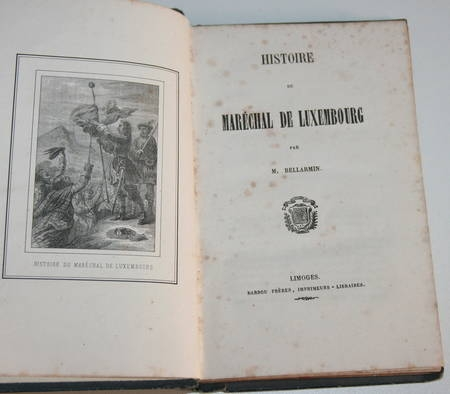 HISTOIRE DU MARÉCHAL DE LUXEMBOURG
HISTOIRE
DU
MARÉCHAL DE LUXEMBOURG
PAR
M. BELLARMIN.
LIMOGES.
BARBOU FRÈRES, IMPRIMEURS-LIBRAIRES.